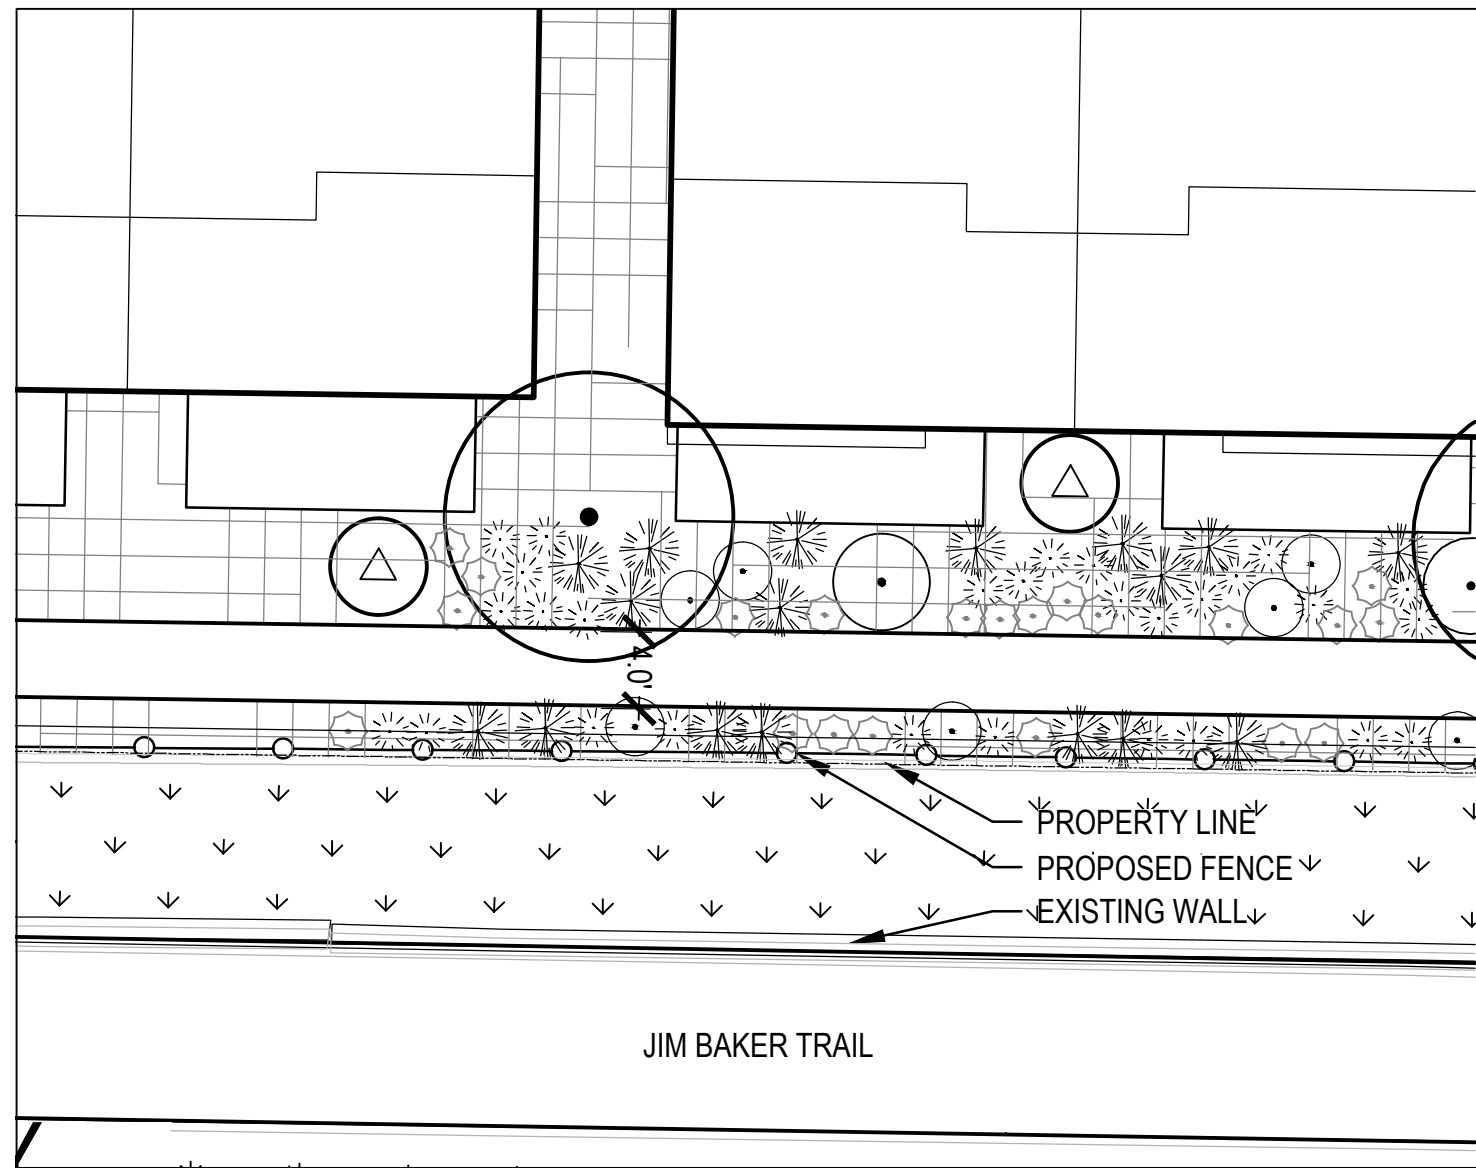 4.0'
PROPERTY LINE
PROPOSED FENCE
EXISTING WALL
JIM BAKER TRAIL